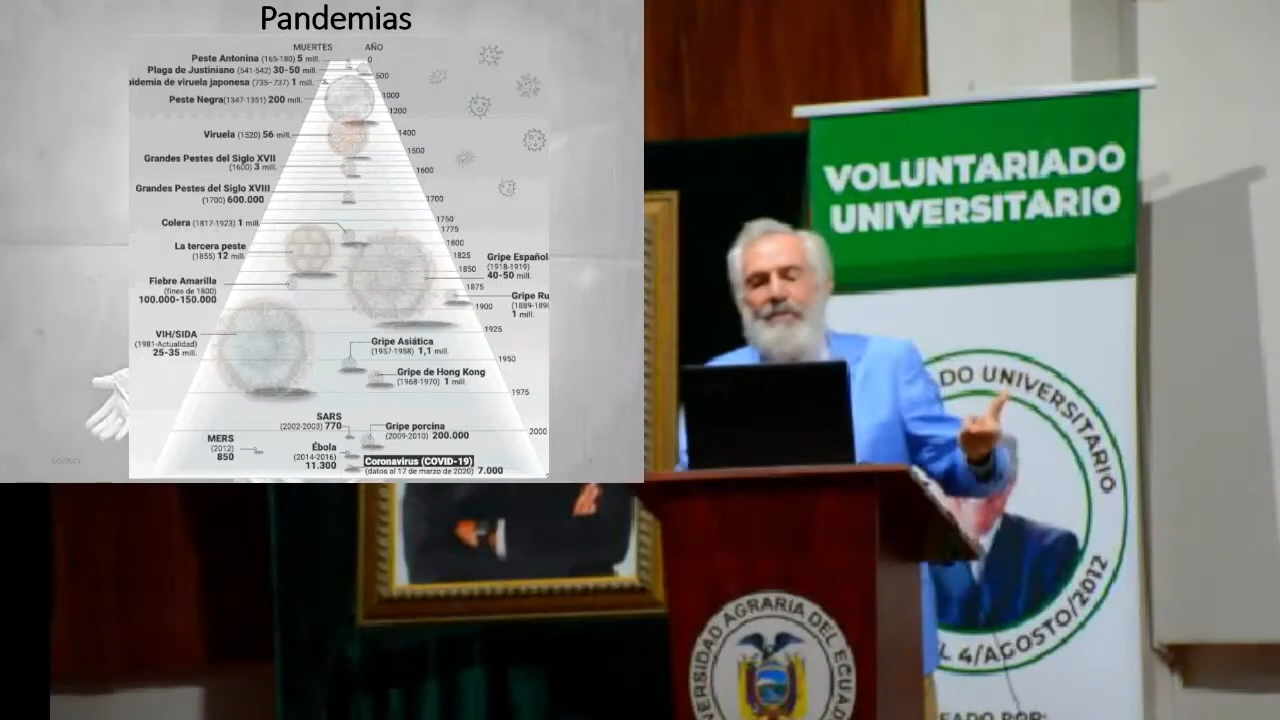 Pandemias
MUERTES AÑO
Peste Antonina (165-180) 5 mill.
0
Plaga de Justiniano (541-542) 30-50 mill.
500
idemia de viruela japonesa (735-737) 1 mill.
1000
Peste Negra(1347-1351) 200 mill.
1200
Viruela (1520) 56 mill.
1400
1500
Grandes Pestes del Siglo XVII
(1600) 3 mill.
1600
Grandes Pestes del Siglo XVIII
(1700) 600.000
1700
1750
Colera (1817-1923) 1 mill.
1775
1800
La tercera peste
(1855) 12 mill.
1825
Gripe Español
(1918-1919)
40-50 mill.
1850
Fiebre Amarilla
(fines de 1800)
100.000-150.000
1875
Gripe Ru
(1889-189
1 mill.
1900
1925
VIH/SIDA
(1981-Actualidad)
25-35 mill.
Gripe Asiática
(1957-1958) 1,1 mill.
1950
Gripe de Hong Kong
(1968-1970) 1 mill.
1975
SARS
(2002-2003) 770
Gripe porcina
(2009-2010) 200.000
2000
MERS
(2012)
850
Ébola
(2014-2016)
11.300
Coronavirus (COVID-19)
(datos al 17 de marzo de 2020) 7.000
VOLUNTARIADO
UNIVERSITARIO
DO UNIVERSITARIO
L 4/AGOSTO/2012
EADO POR:
VERSIDAD AGRARIA DEL ECUAD